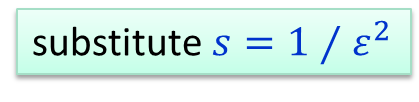 substitute s = 1 / ε²